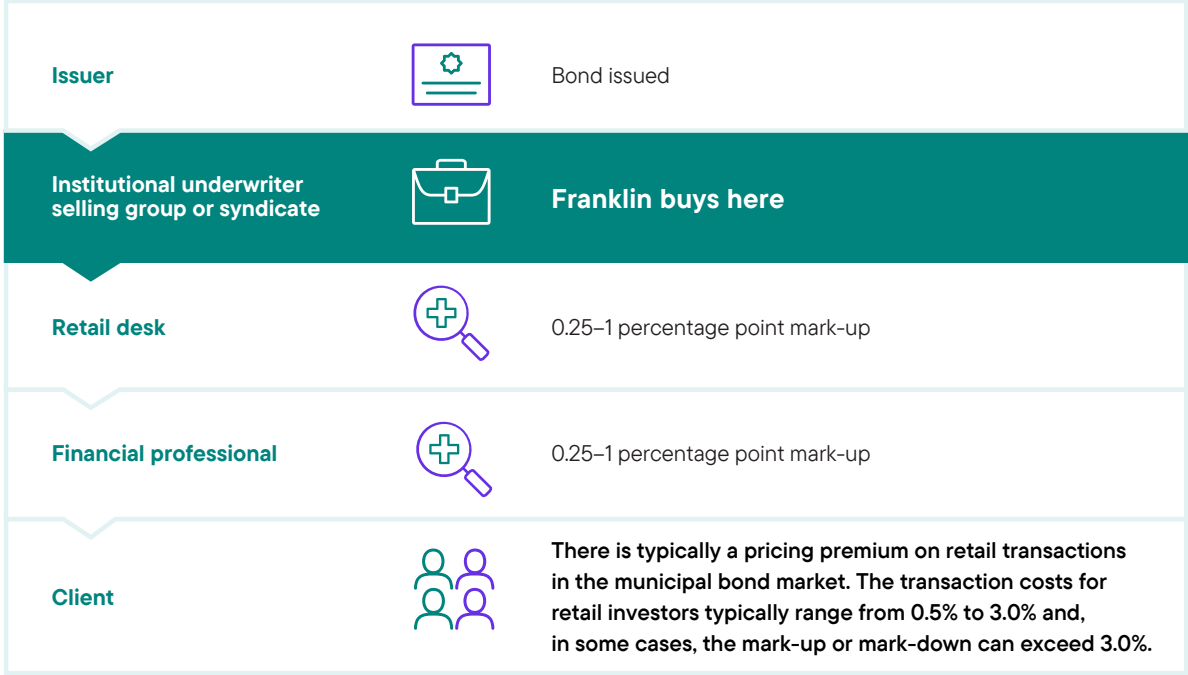 Issuer
Bond issued
Institutional underwriter
selling group or syndicate
Franklin buys here
Retail desk
0.25–1 percentage point mark-up
Financial professional
0.25–1 percentage point mark-up
Client
There is typically a pricing premium on retail transactions
in the municipal bond market. The transaction costs for
retail investors typically range from 0.5% to 3.0% and,
in some cases, the mark-up or mark-down can exceed 3.0%.